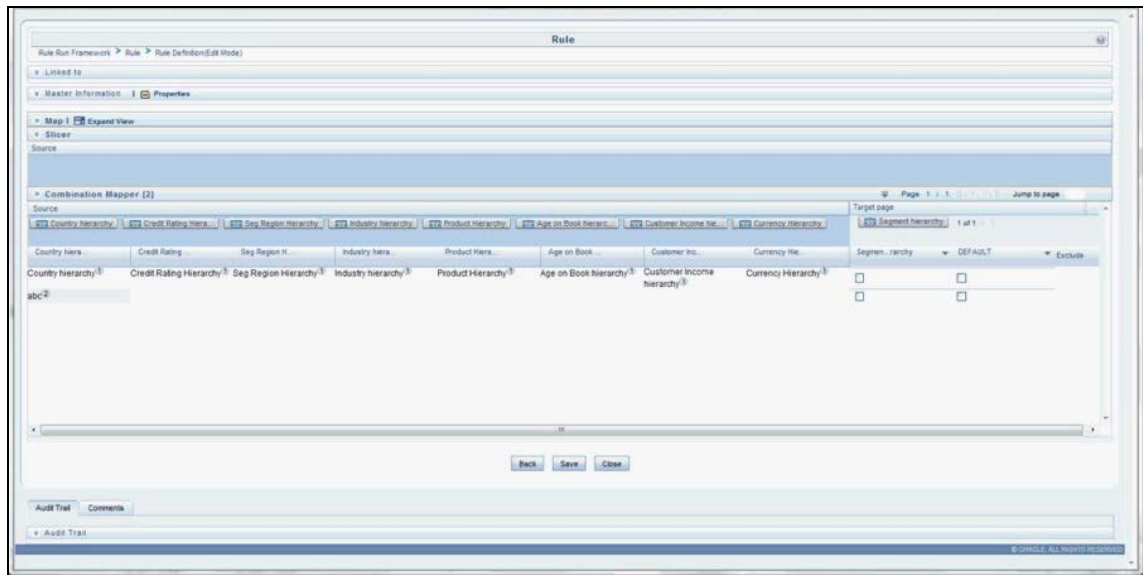 Rule
Rule Run Framework > Rule > Rule Definition(Edit Mode)
Linked to
Master Information | Properties
Map | Expand View
Slicer
Source
Combination Mapper [2] Page 1 / 1 Jump to page
Source Target page
Country hierarchy Credit Rating Hiera... Seg Region Hierarchy Industry hierarchy Product Hierarchy Age on Book hierarc... Customer Income hie... Currency Hierarchy Segment hierarchy 1 of 1
Country hiera... Credit Rating ... Seg Region H... Industry hiera... Product Hiera... Age on Book ... Customer Inc... Currency Hie... Segmen...rarchy DEFAULT Exclude
Country hierarchy Credit Rating Hierarchy Seg Region Hierarchy Industry hierarchy Product Hierarchy Age on Book hierarchy Customer Income hierarchy Currency Hierarchy
abc
Back Save Close
Audit Trail Comments
Audit Trail
© ORACLE, ALL RIGHTS RESERVED